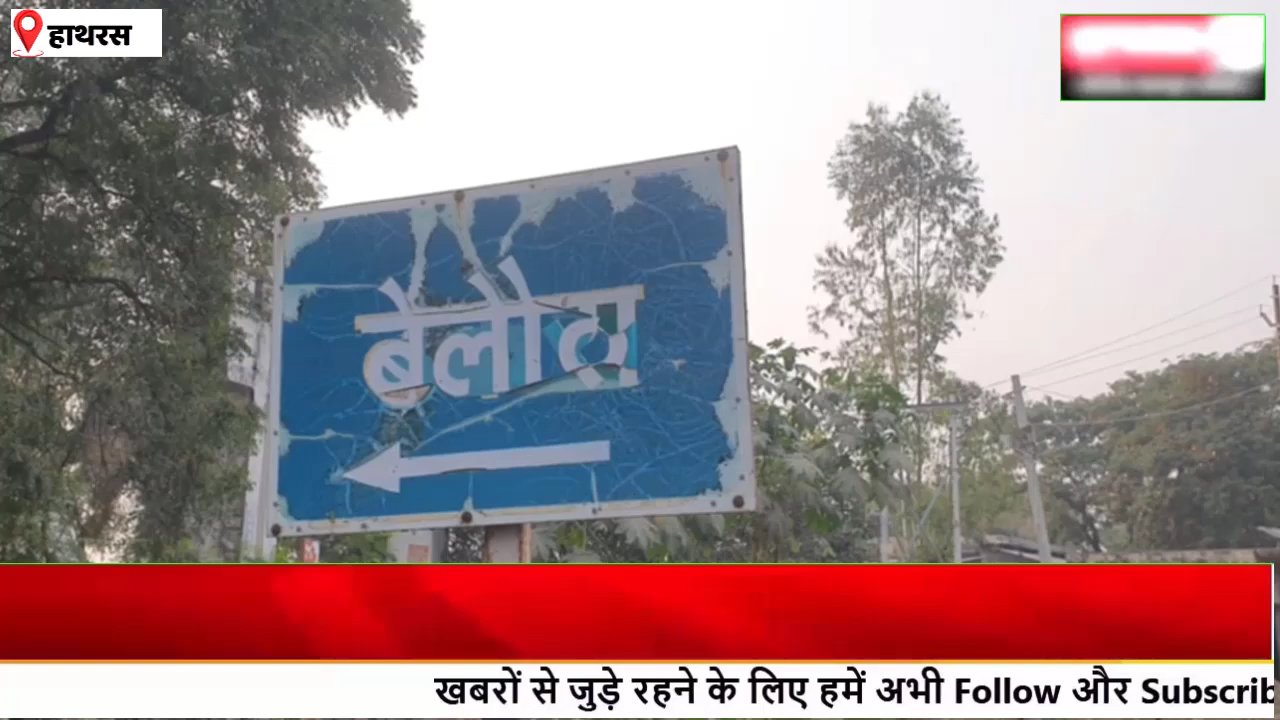 हाथरस
बेलोठा
खबरों से जुड़े रहने के लिए हमें अभी Follow और Subscrib